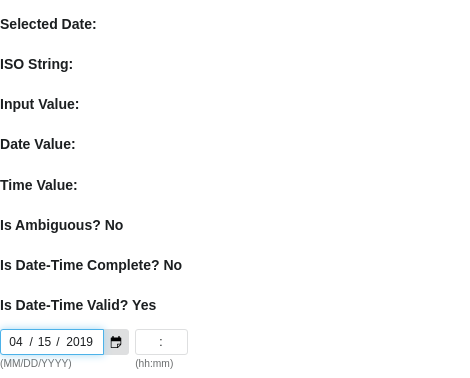 Selected Date:
ISO String:
Input Value:
Date Value:
Time Value:
Is Ambiguous? No
Is Date-Time Complete? No
Is Date-Time Valid? Yes
04 / 15 / 2019 :
(MM/DD/YYYY) (hh:mm)